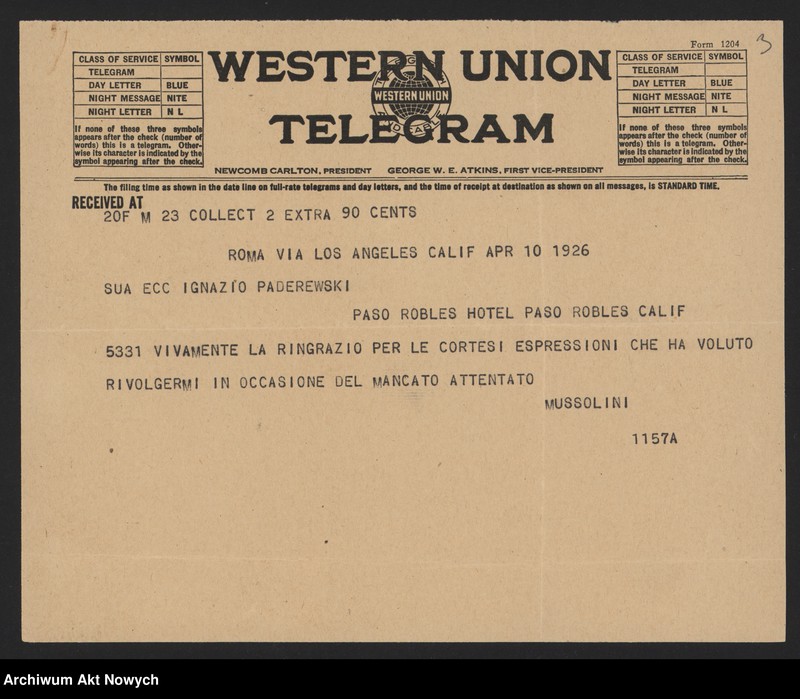 Form 1204
3
CLASS OF SERVICE SYMBOL
TELEGRAM
DAY LETTER BLUE
NIGHT MESSAGE NITE
NIGHT LETTER N L
If none of these three symbols
appears after the check (number of
words) this is a telegram. Other-
wise its character is indicated by the
symbol appearing after the check.
WESTERN UNION
WESTERN UNION
TELEGRAM
NEWCOMB CARLTON, PRESIDENT GEORGE W. E. ATKINS, FIRST VICE-PRESIDENT
CLASS OF SERVICE SYMBOL
TELEGRAM
DAY LETTER BLUE
NIGHT MESSAGE NITE
NIGHT LETTER N L
If none of these three symbols
appears after the check (number of
words) this is a telegram. Other-
wise its character is indicated by the
symbol appearing after the check.
The filing time as shown in the date line on full-rate telegrams and day letters, and the time of receipt at destination as shown on all messages, is STANDARD TIME.
RECEIVED AT
20F M 23 COLLECT 2 EXTRA 90 CENTS
ROMA VIA LOS ANGELES CALIF APR 10 1926
SUA ECC IGNAZIO PADEREWSKI
PASO ROBLES HOTEL PASO ROBLES CALIF
5331 VIVAMENTE LA RINGRAZIO PER LE CORTESI ESPRESSIONI CHE HA VOLUTO
RIVOLGERMI IN OCCASIONE DEL MANCATO ATTENTATO
MUSSOLINI
1157A
Archiwum Akt Nowych